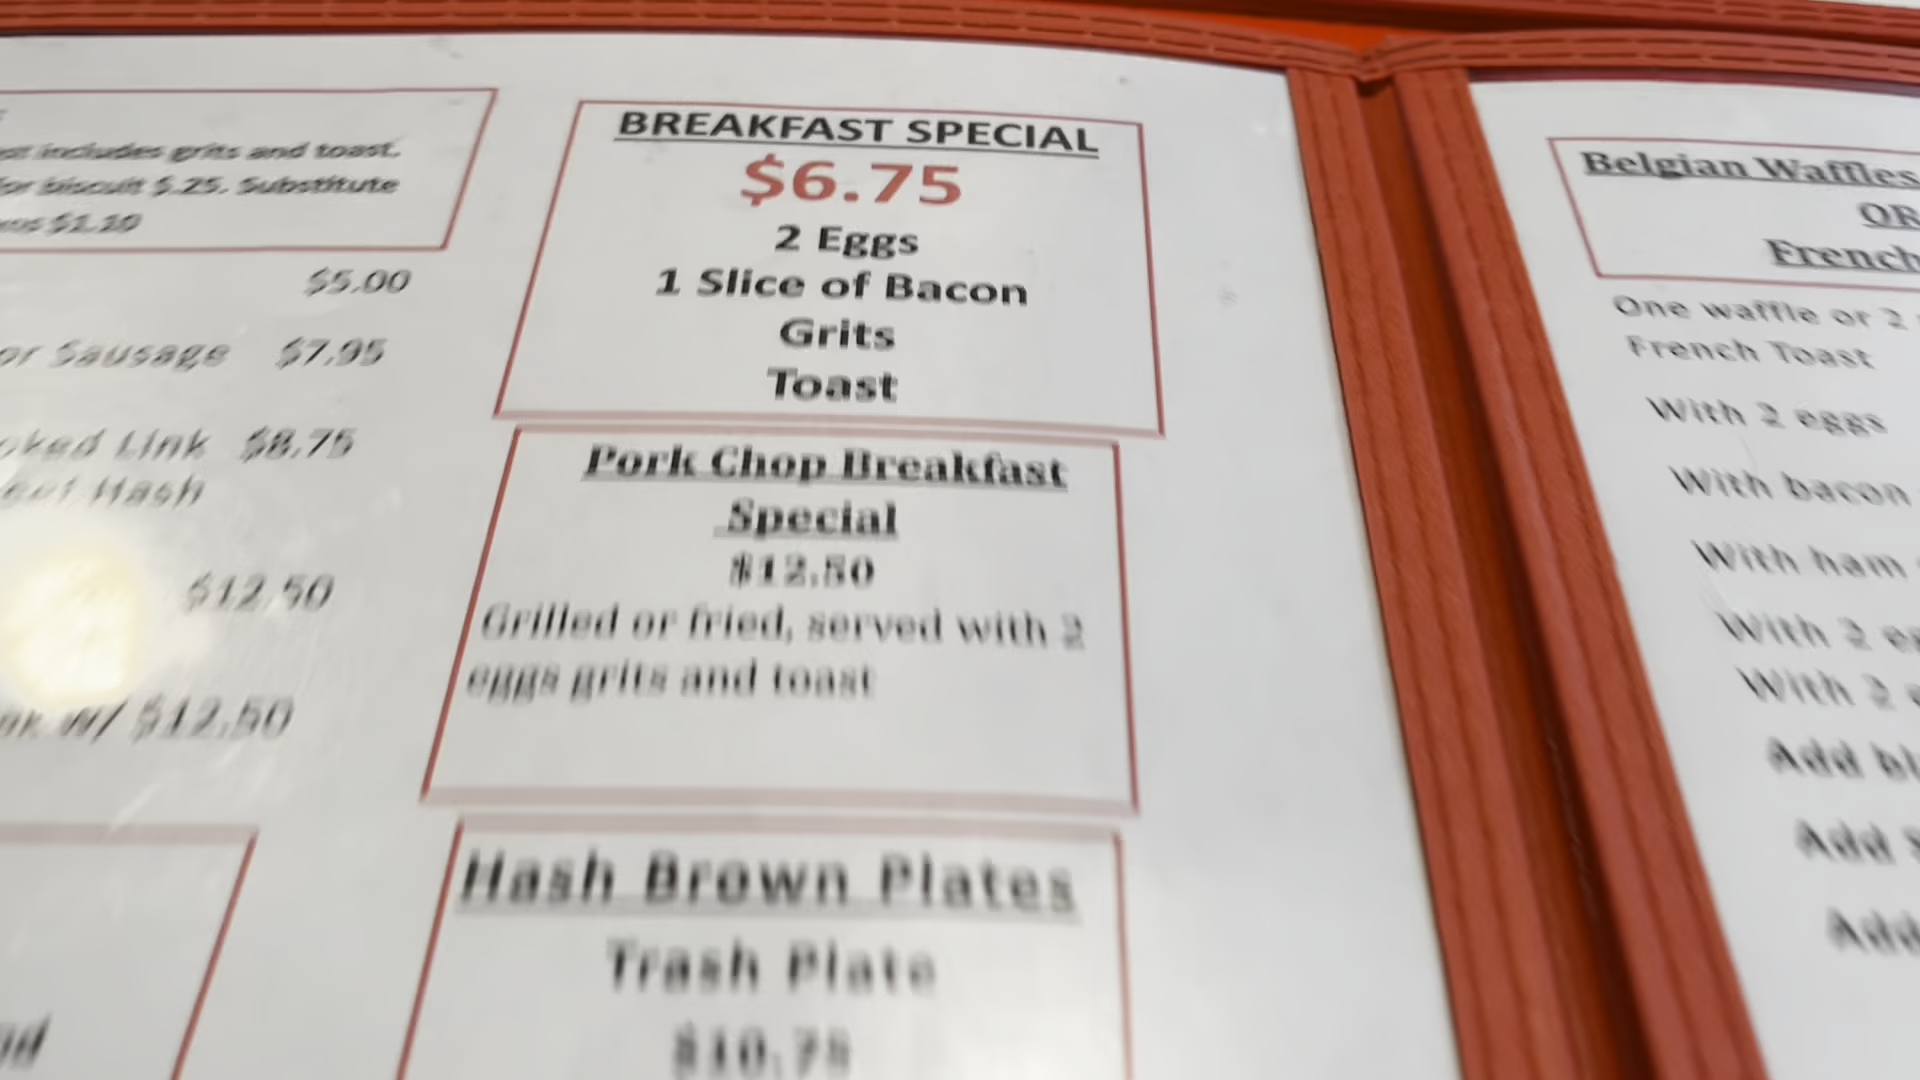 includes grits and toast.
for biscuit $.25. Substitute
$1.10
$5.00
or Sausage $7.95
Link $8.75
Hash
$12.50
W/ $12.50
BREAKFAST SPECIAL
$6.75
2 Eggs
1 Slice of Bacon
Grits
Toast
Pork Chop Breakfast
Special
$12.50
Grilled or fried, served with 2
eggs grits and toast
Hash Brown Plates
Trash Plate
$10.75
Belgian Waffles
OR
French
One waffle or 2
French Toast
With 2 eggs
With bacon
With ham
With 2
With 2
Add
Add
Add